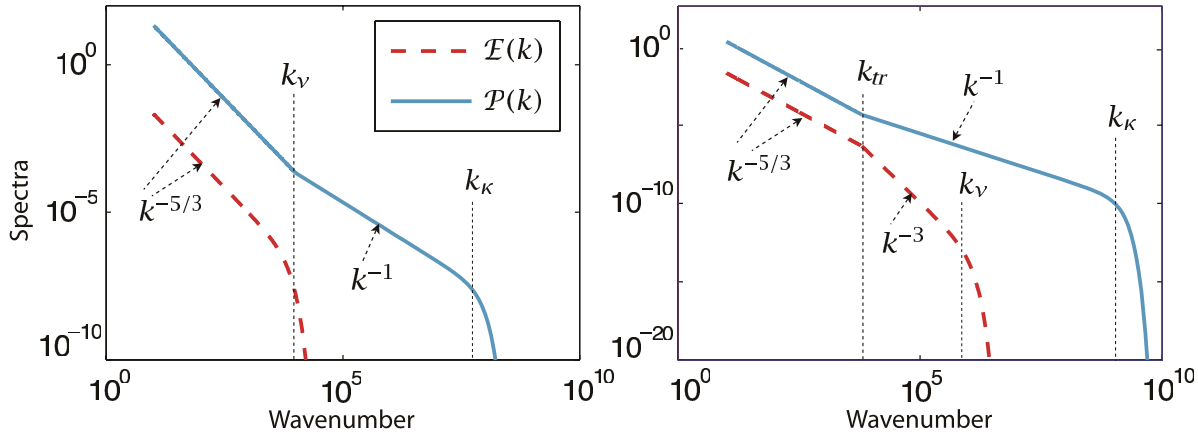 10^0
10^{-5}
10^{-10}
Spectra
k_ν
ℰ(k)
𝒫(k)
k_κ
k^{-5/3}
k^{-1}
10^0
10^5
10^{10}
Wavenumber
10^0
10^{-10}
10^{-20}
k_{tr}
k^{-1}
k_κ
k^{-5/3}
k_ν
k^{-3}
10^0
10^5
10^{10}
Wavenumber